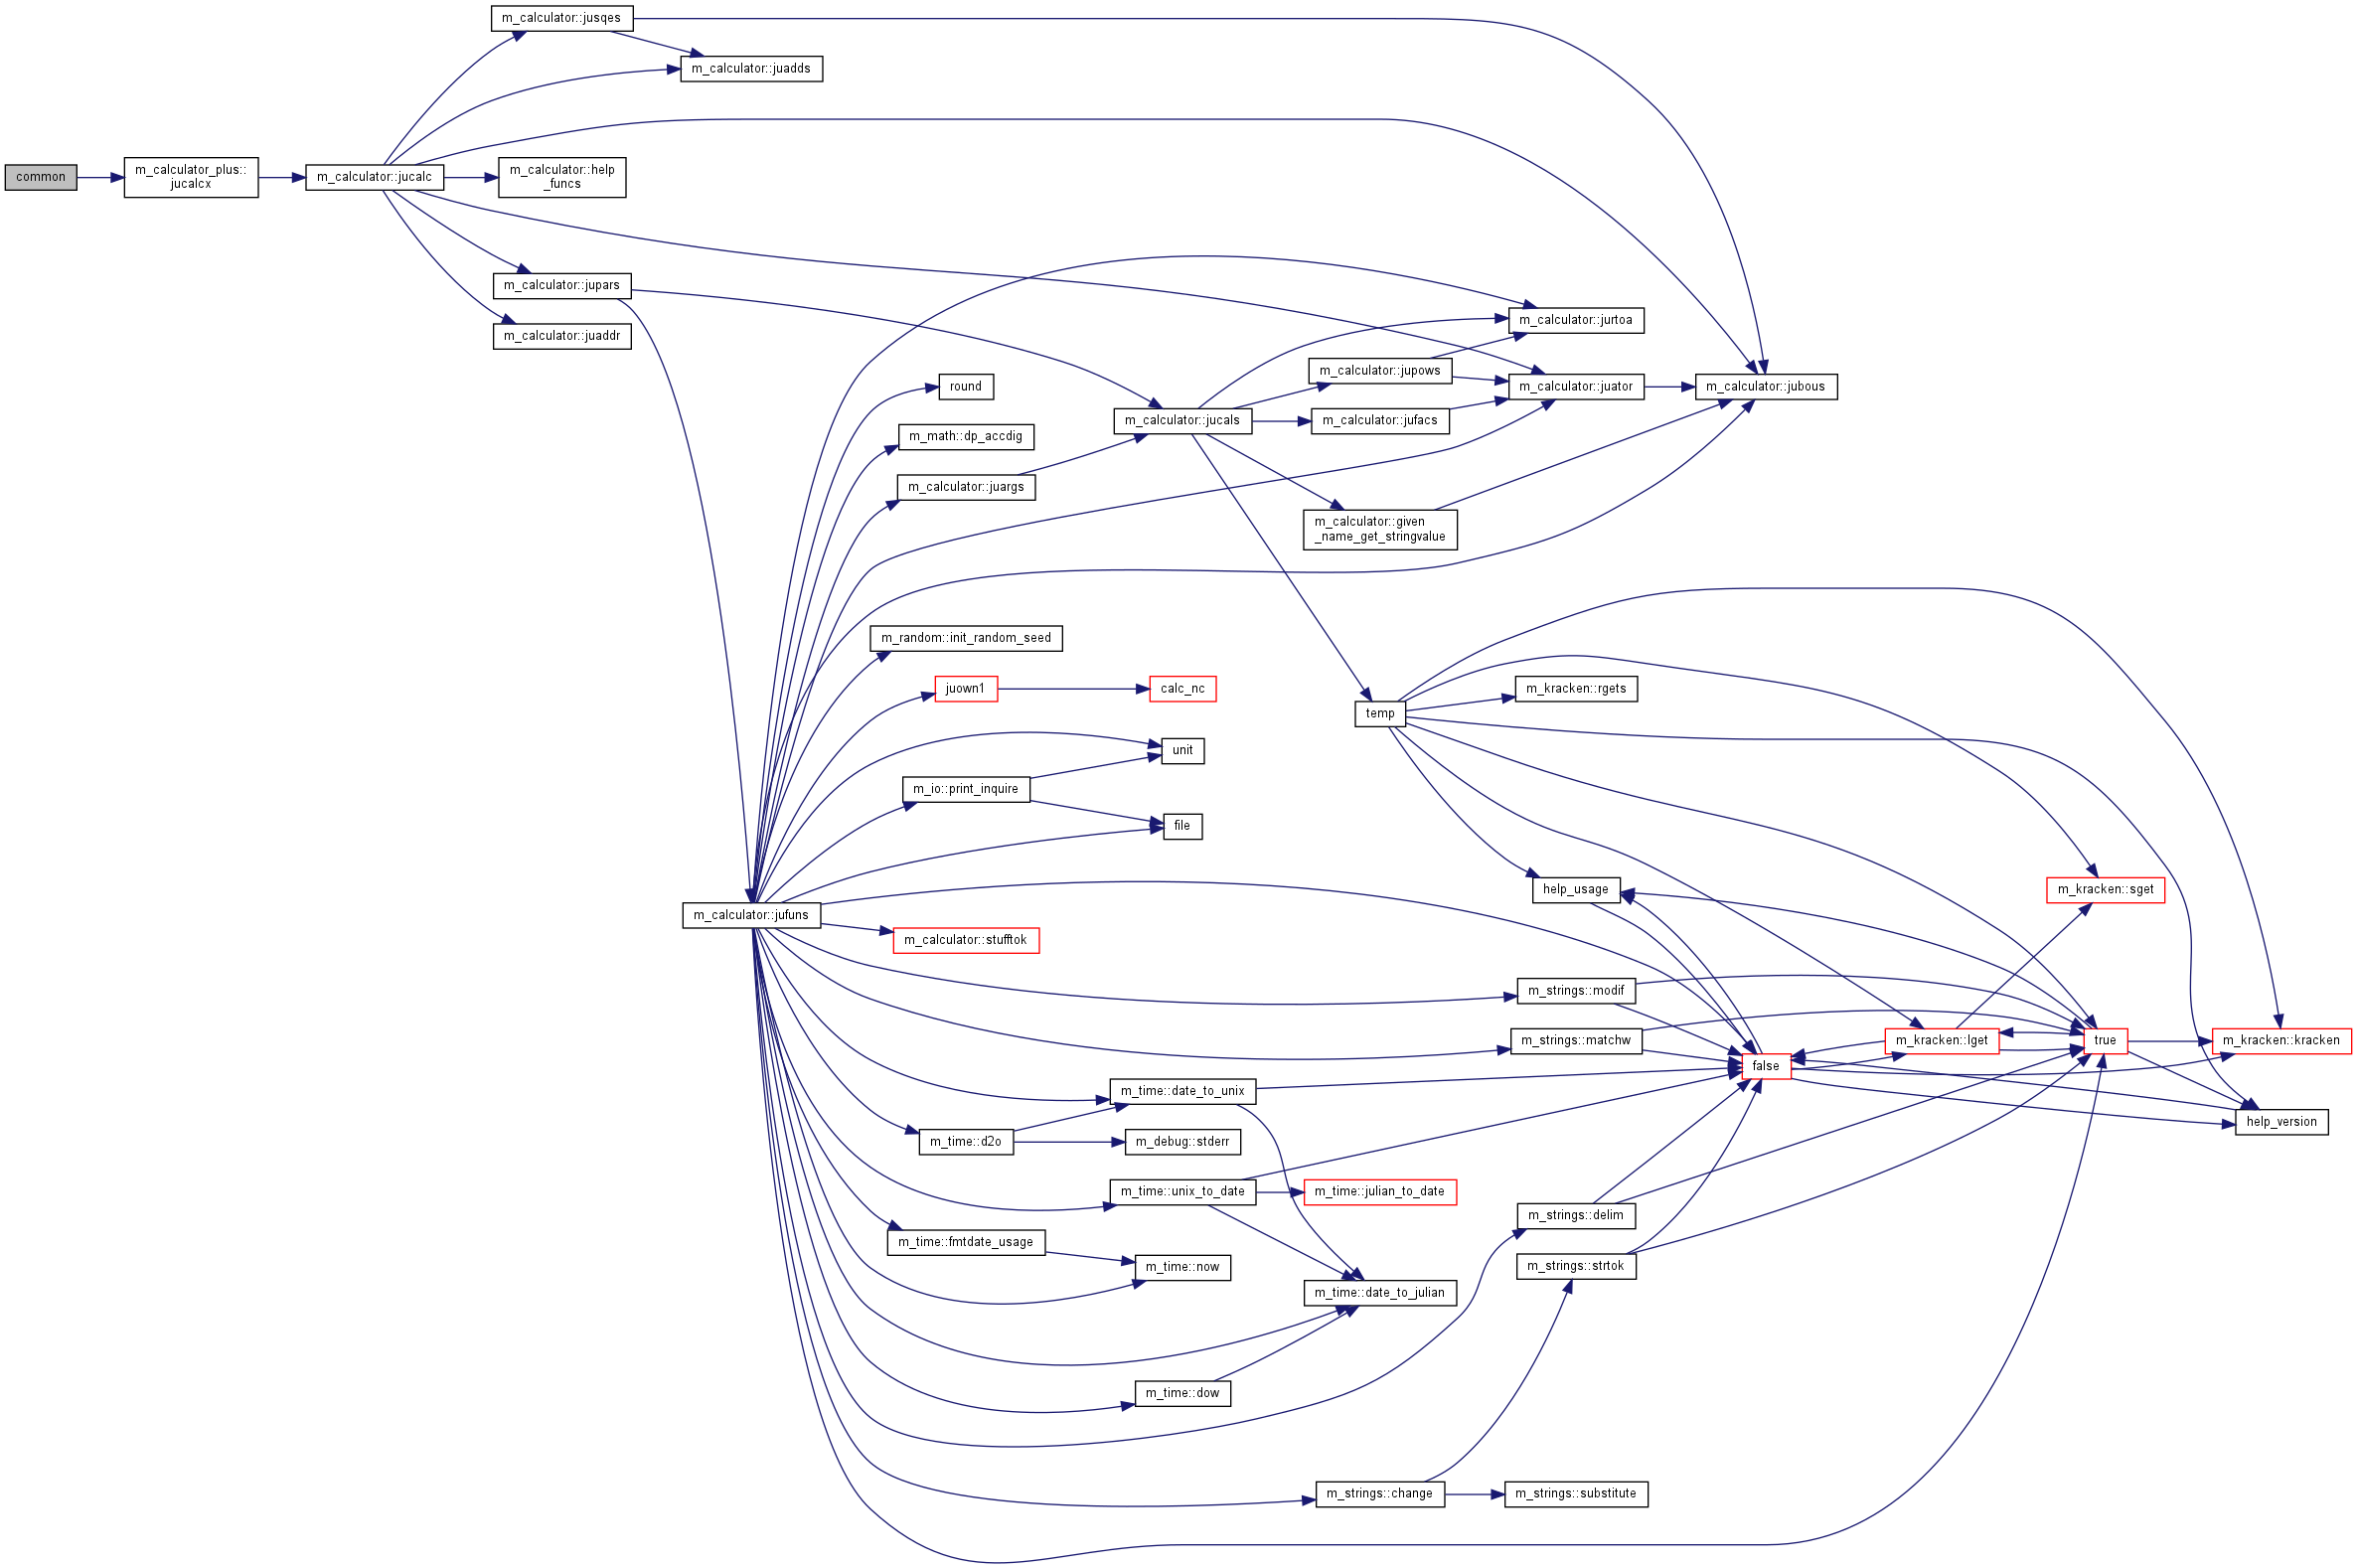 m_calculator::jusqes
m_calculator::juadds
common
m_calculator_plus::
jucalcx
m_calculator::jucalc
m_calculator::help
_funcs
m_calculator::jupars
m_calculator::juaddr
m_calculator::jurtoa
round
m_calculator::jupows
m_calculator::juator
m_calculator::jubous
m_calculator::jucals
m_calculator::jufacs
m_math::dp_accdig
m_calculator::juargs
m_calculator::given
_name_get_stringvalue
m_random::init_random_seed
juown1
calc_nc
m_kracken::rgets
temp
unit
m_io::print_inquire
file
help_usage
m_kracken::sget
m_calculator::jufuns
m_calculator::stufftok
m_strings::modif
m_strings::matchw
m_kracken::lget
true
m_kracken::kracken
false
m_time::date_to_unix
help_version
m_time::d2o
m_debug::stderr
m_time::unix_to_date
m_time::julian_to_date
m_strings::delim
m_time::fmtdate_usage
m_time::now
m_strings::strtok
m_time::date_to_julian
m_time::dow
m_strings::change
m_strings::substitute